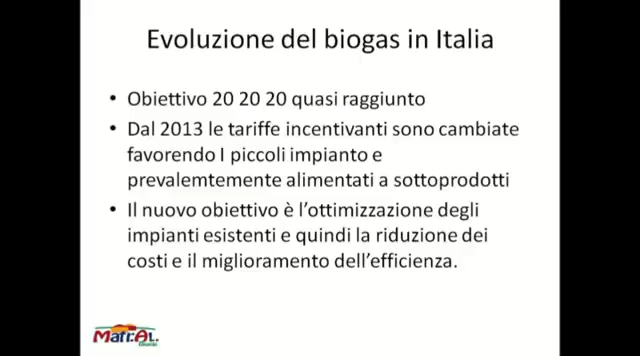 Evoluzione del biogas in Italia
• Obiettivo 20 20 20 quasi raggiunto
• Dal 2013 le tariffe incentivanti sono cambiate
favorendo I piccoli impianto e
prevalemtemente alimentati a sottoprodotti
• Il nuovo obiettivo è l'ottimizzazione degli
impianti esistenti e quindi la riduzione dei
costi e il miglioramento dell'efficienza.